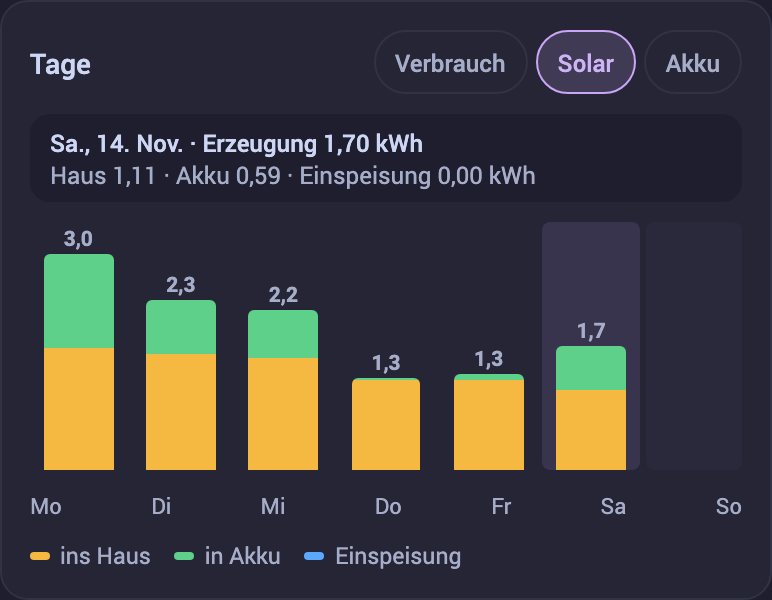 Tage
Verbrauch
Solar
Akku
Sa., 14. Nov. · Erzeugung 1,70 kWh
Haus 1,11 · Akku 0,59 · Einspeisung 0,00 kWh
3,0
2,3
2,2
1,3
1,3
1,7
Mo
Di
Mi
Do
Fr
Sa
So
ins Haus
in Akku
Einspeisung